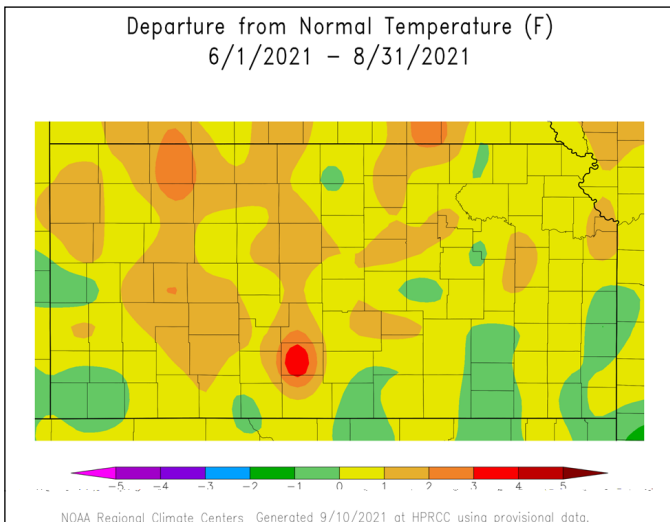 Departure from Normal Temperature (F)
6/1/2021 – 8/31/2021
-5 -4 -3 -2 -1 0 1 2 3 4 5
NOAA Regional Climate Centers Generated 9/10/2021 at HPRCC using provisional data.